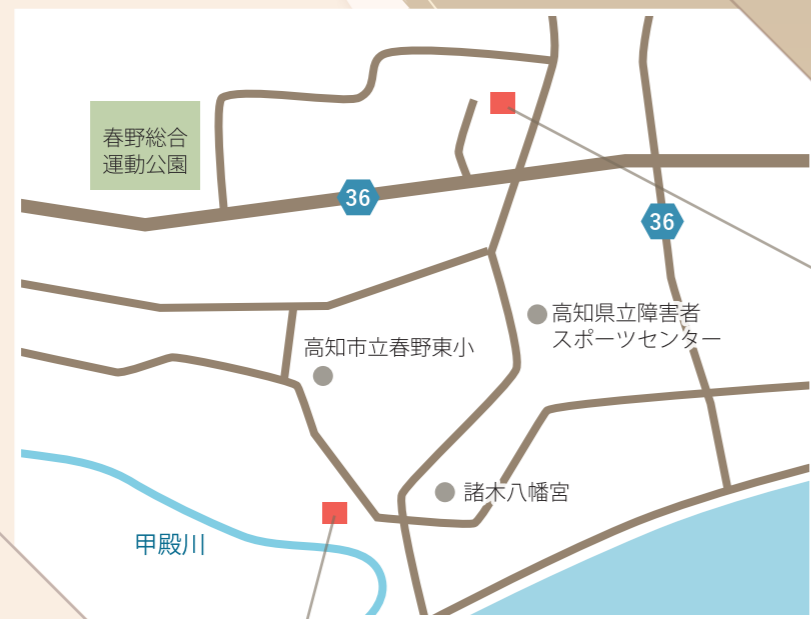 春野総合
運動公園
36
36
高知県立障害者
スポーツセンター
高知市立春野東小
諸木八幡宮
甲殿川